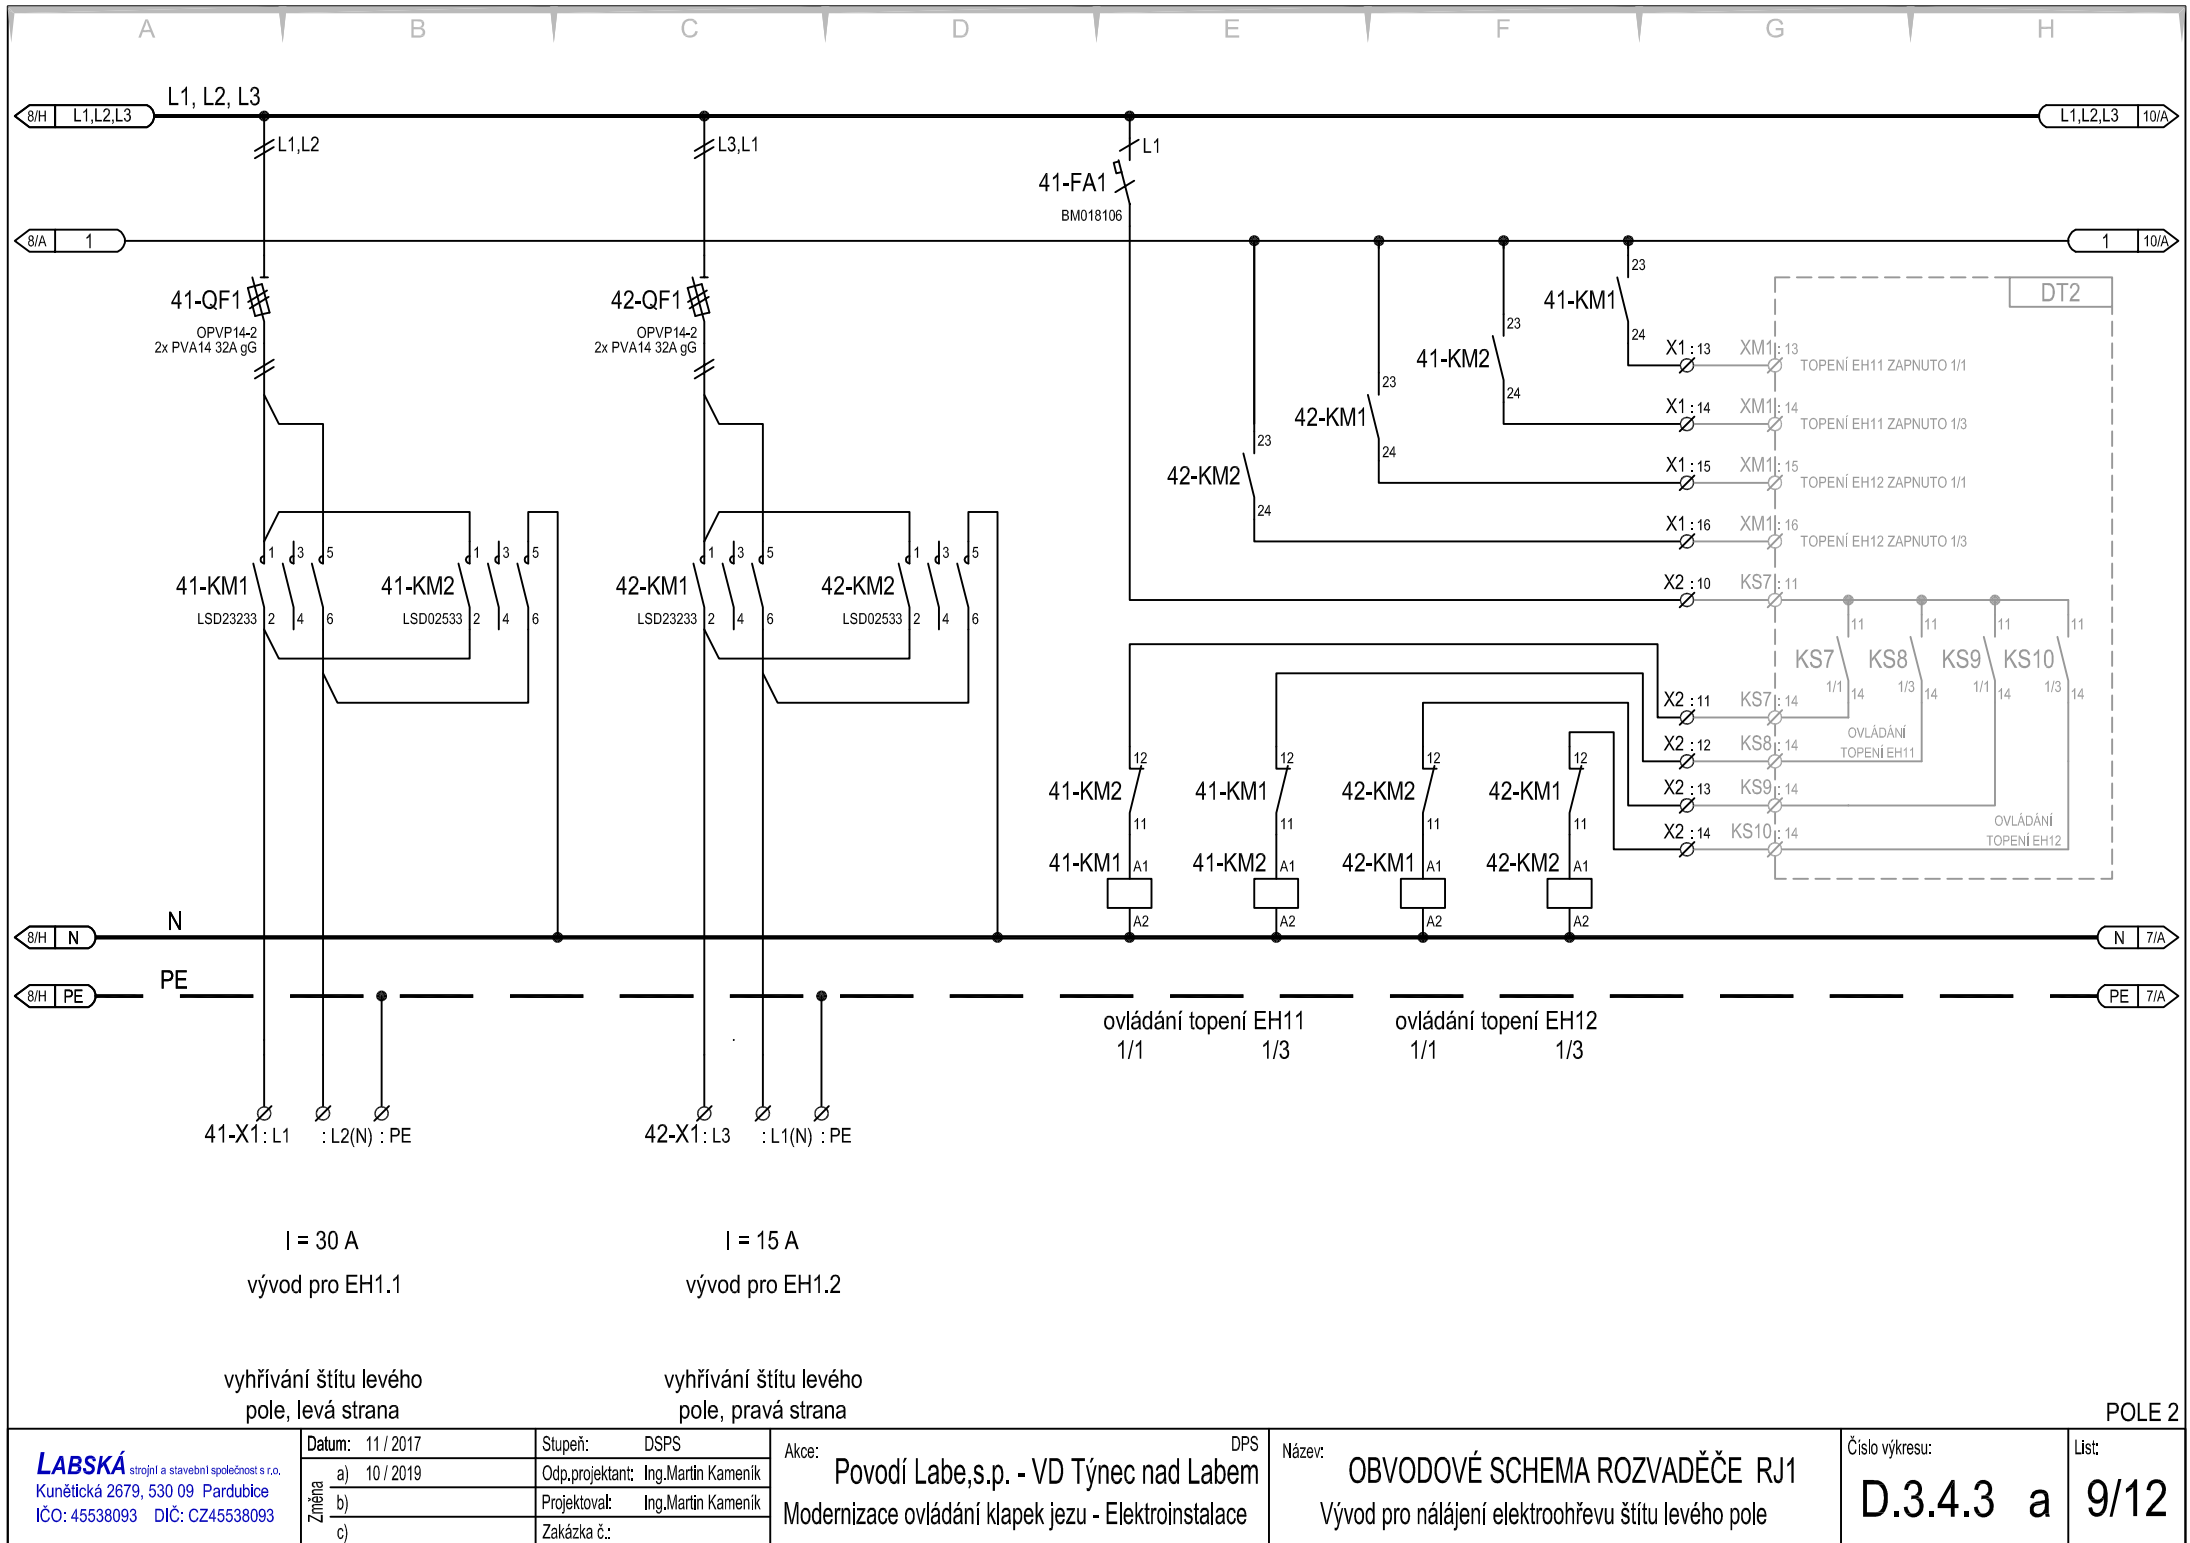 A B C D E F G H
L1, L2, L3
8/H L1,L2,L3
L1,L2,L3 10/A
L1,L2
L3,L1
L1
41-FA1
BM018106
8/A 1
1 10/A
41-QF1
OPVP14-2
2x PVA14 32A gG
42-QF1
OPVP14-2
2x PVA14 32A gG
41-KM1 23 24
41-KM2 23 24
42-KM1 23 24
42-KM2 23 24
DT2
X1 : 13 XM1 : 13 TOPENÍ EH11 ZAPNUTO 1/1
X1 : 14 XM1 : 14 TOPENÍ EH11 ZAPNUTO 1/3
X1 : 15 XM1 : 15 TOPENÍ EH12 ZAPNUTO 1/1
X1 : 16 XM1 : 16 TOPENÍ EH12 ZAPNUTO 1/3
X2 : 10 KS7 : 11
1 3 5
41-KM1
LSD23233 2 4 6
1 3 5
41-KM2
LSD02533 2 4 6
1 3 5
42-KM1
LSD23233 2 4 6
1 3 5
42-KM2
LSD02533 2 4 6
11 11 11 11
KS7 KS8 KS9 KS10
1/1 14 1/3 14 1/1 14 1/3 14
X2 : 11 KS7 : 14
X2 : 12 KS8 : 14
X2 : 13 KS9 : 14
X2 : 14 KS10 : 14
OVLÁDÁNÍ
TOPENÍ EH11
OVLÁDÁNÍ
TOPENÍ EH12
12 12 12 12
41-KM2 41-KM1 42-KM2 42-KM1
11 11 11 11
41-KM1 A1 41-KM2 A1 42-KM1 A1 42-KM2 A1
A2 A2 A2 A2
N
8/H N
N 7/A
PE
8/H PE
PE 7/A
ovládání topení EH11
1/1 1/3
ovládání topení EH12
1/1 1/3
41-X1 : L1 : L2(N) : PE
42-X1 : L3 : L1(N) : PE
I = 30 A
vývod pro EH1.1
I = 15 A
vývod pro EH1.2
vyhřívání štítu levého
pole, levá strana
vyhřívání štítu levého
pole, pravá strana
POLE 2
LABSKÁ strojní a stavební společnost s r.o.
Kunětická 2679, 530 09 Pardubice
IČO: 45538093 DIČ: CZ45538093
Datum: 11 / 2017
Změna
a) 10 / 2019
b)
c)
Stupeň: DSPS
Odp.projektant: Ing.Martin Kameník
Projektoval: Ing.Martin Kameník
Zakázka č.:
Akce: DPS
Povodí Labe,s.p. - VD Týnec nad Labem
Modernizace ovládání klapek jezu - Elektroinstalace
Název:
OBVODOVÉ SCHEMA ROZVADĚČE RJ1
Vývod pro nálájení elektroohřevu štítu levého pole
Číslo výkresu:
D.3.4.3 a
List:
9/12